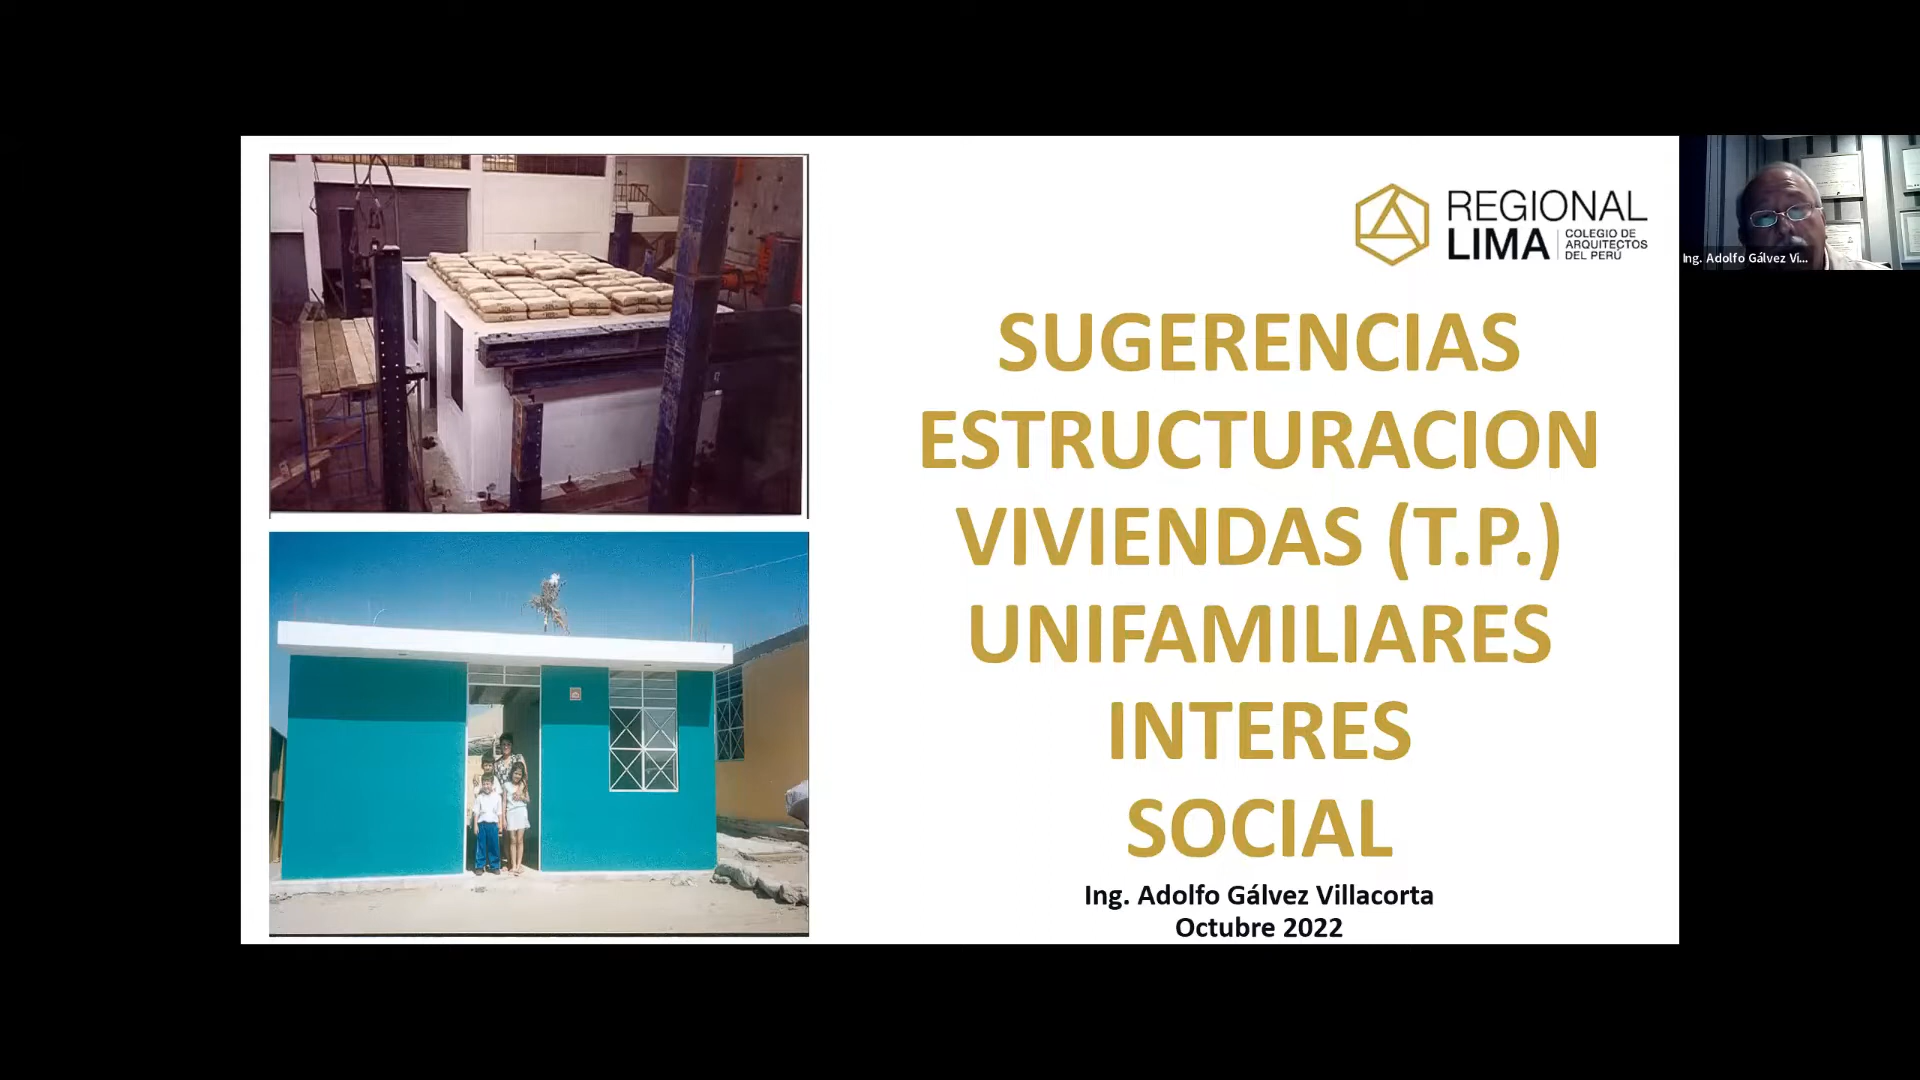 REGIONAL
LIMA
COLEGIO DE
ARQUITECTOS
DEL PERÚ
SUGERENCIAS
ESTRUCTURACION
VIVIENDAS (T.P.)
UNIFAMILIARES
INTERES
SOCIAL
Ing. Adolfo Gálvez Villacorta
Octubre 2022
Ing. Adolfo Gálvez Vi...